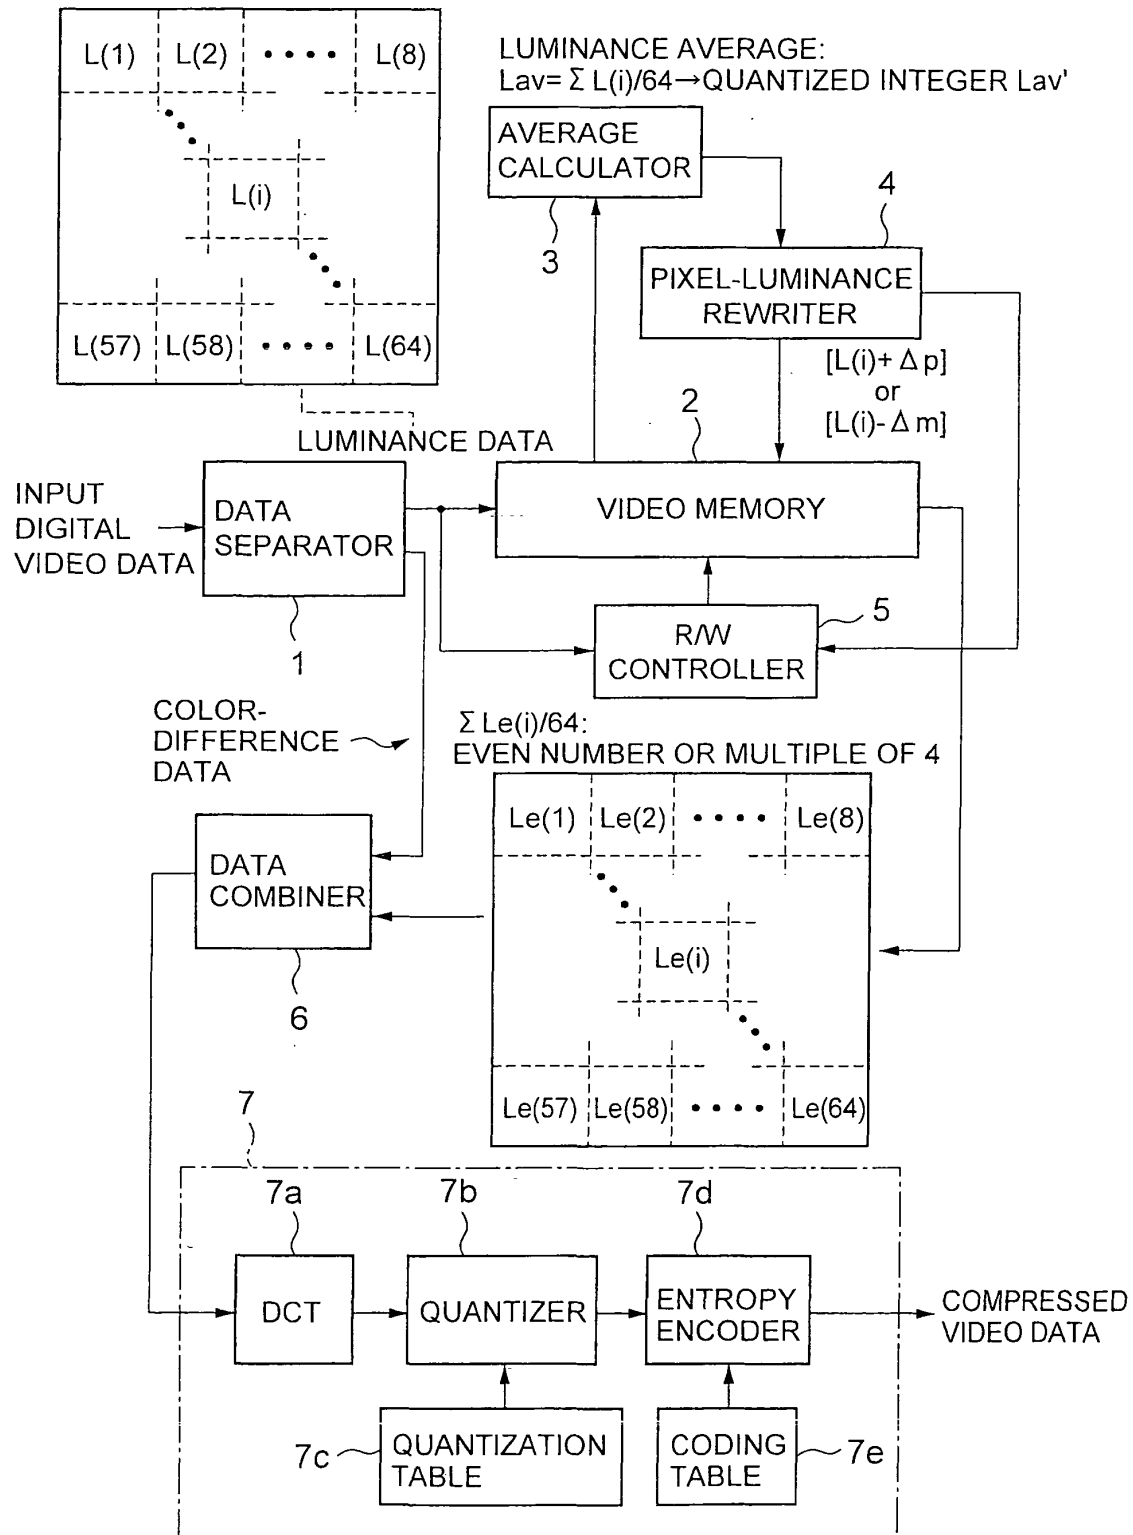 L(1) L(2) •••• L(8)
L(i)
L(57) L(58) •••• L(64)
LUMINANCE AVERAGE:
Lav= Σ L(i)/64→QUANTIZED INTEGER Lav'
AVERAGE
CALCULATOR
3
4
PIXEL-LUMINANCE
REWRITER
[L(i)+ Δp]
or
[L(i)- Δm]
2
LUMINANCE DATA
INPUT
DIGITAL
VIDEO DATA
DATA
SEPARATOR
1
VIDEO MEMORY
5
R/W
CONTROLLER
COLOR-
DIFFERENCE
DATA
Σ Le(i)/64:
EVEN NUMBER OR MULTIPLE OF 4
Le(1) Le(2) •••• Le(8)
Le(i)
Le(57) Le(58) •••• Le(64)
DATA
COMBINER
6
7
7a
7b
7d
DCT
QUANTIZER
ENTROPY
ENCODER
COMPRESSED
VIDEO DATA
7c
QUANTIZATION
TABLE
CODING
TABLE
7e